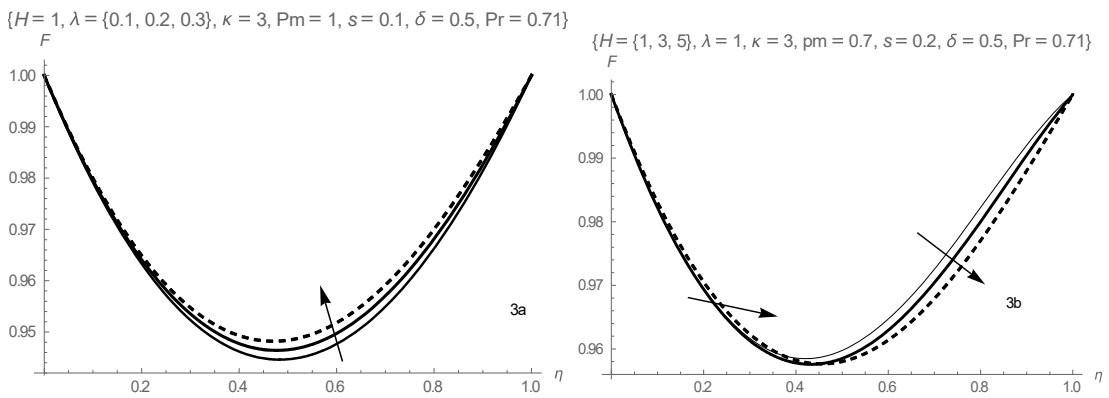 {H = 1, λ = {0.1, 0.2, 0.3}, κ = 3, Pm = 1, s = 0.1, δ = 0.5, Pr = 0.71}
F
1.00
0.99
0.98
0.97
0.96
0.95
3a
0.2
0.4
0.6
0.8
1.0
η
{H = {1, 3, 5}, λ = 1, κ = 3, pm = 0.7, s = 0.2, δ = 0.5, Pr = 0.71}
F
1.00
0.99
0.98
0.97
0.96
3b
0.2
0.4
0.6
0.8
1.0
η